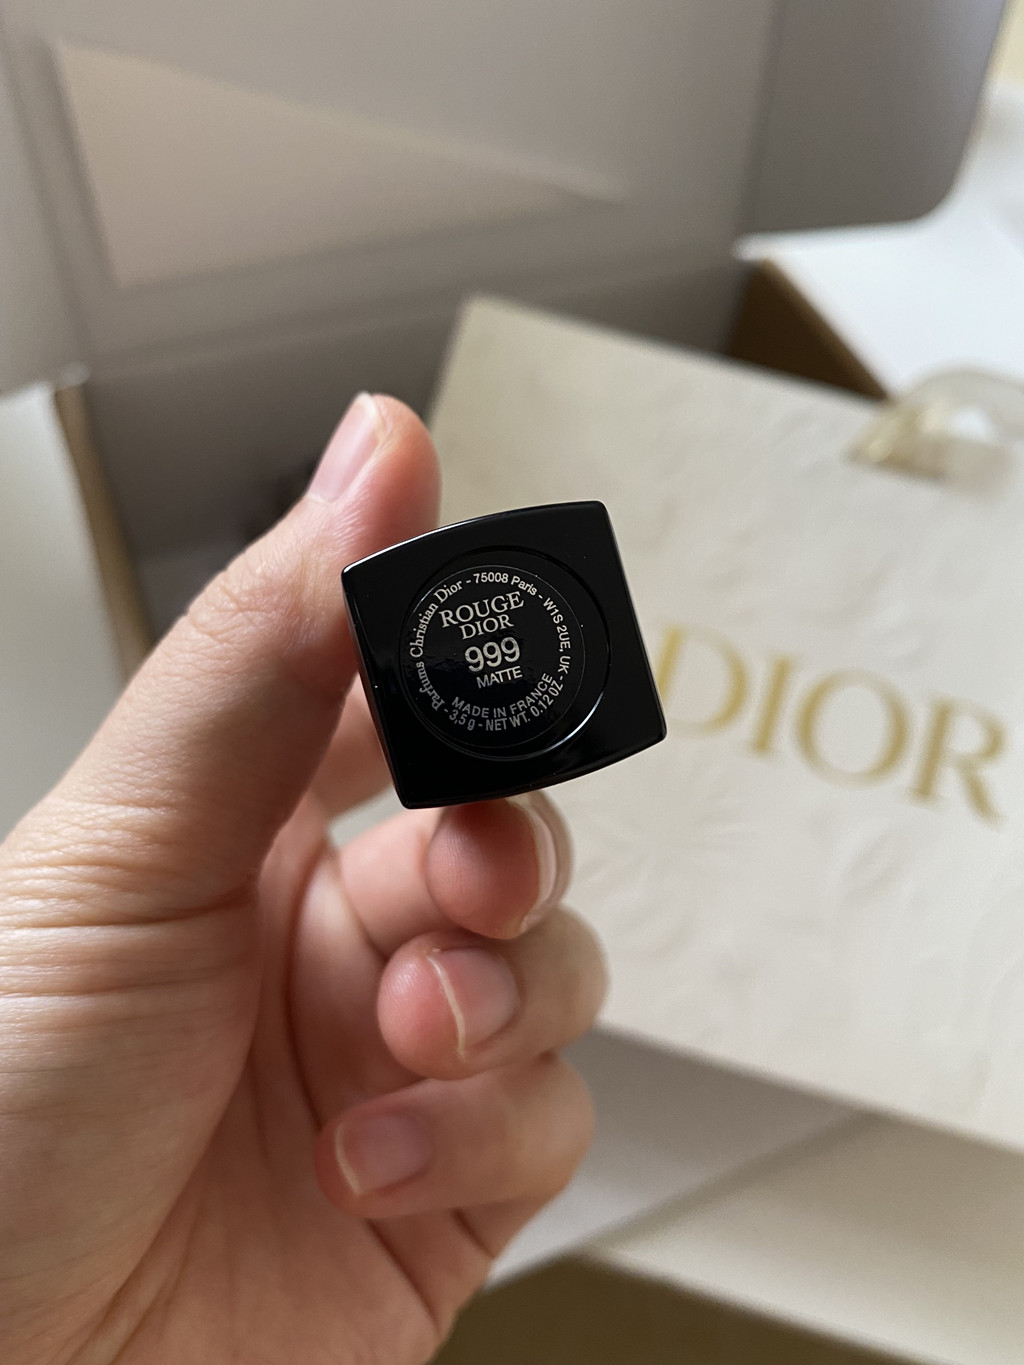 Parfums Christian Dior - 75008 Paris - W1S 2UE, UK -
ROUGE
DIOR
999
MATTE
MADE IN FRANCE
- 3,5 g - NET WT. 0.12 OZ -
DIOR